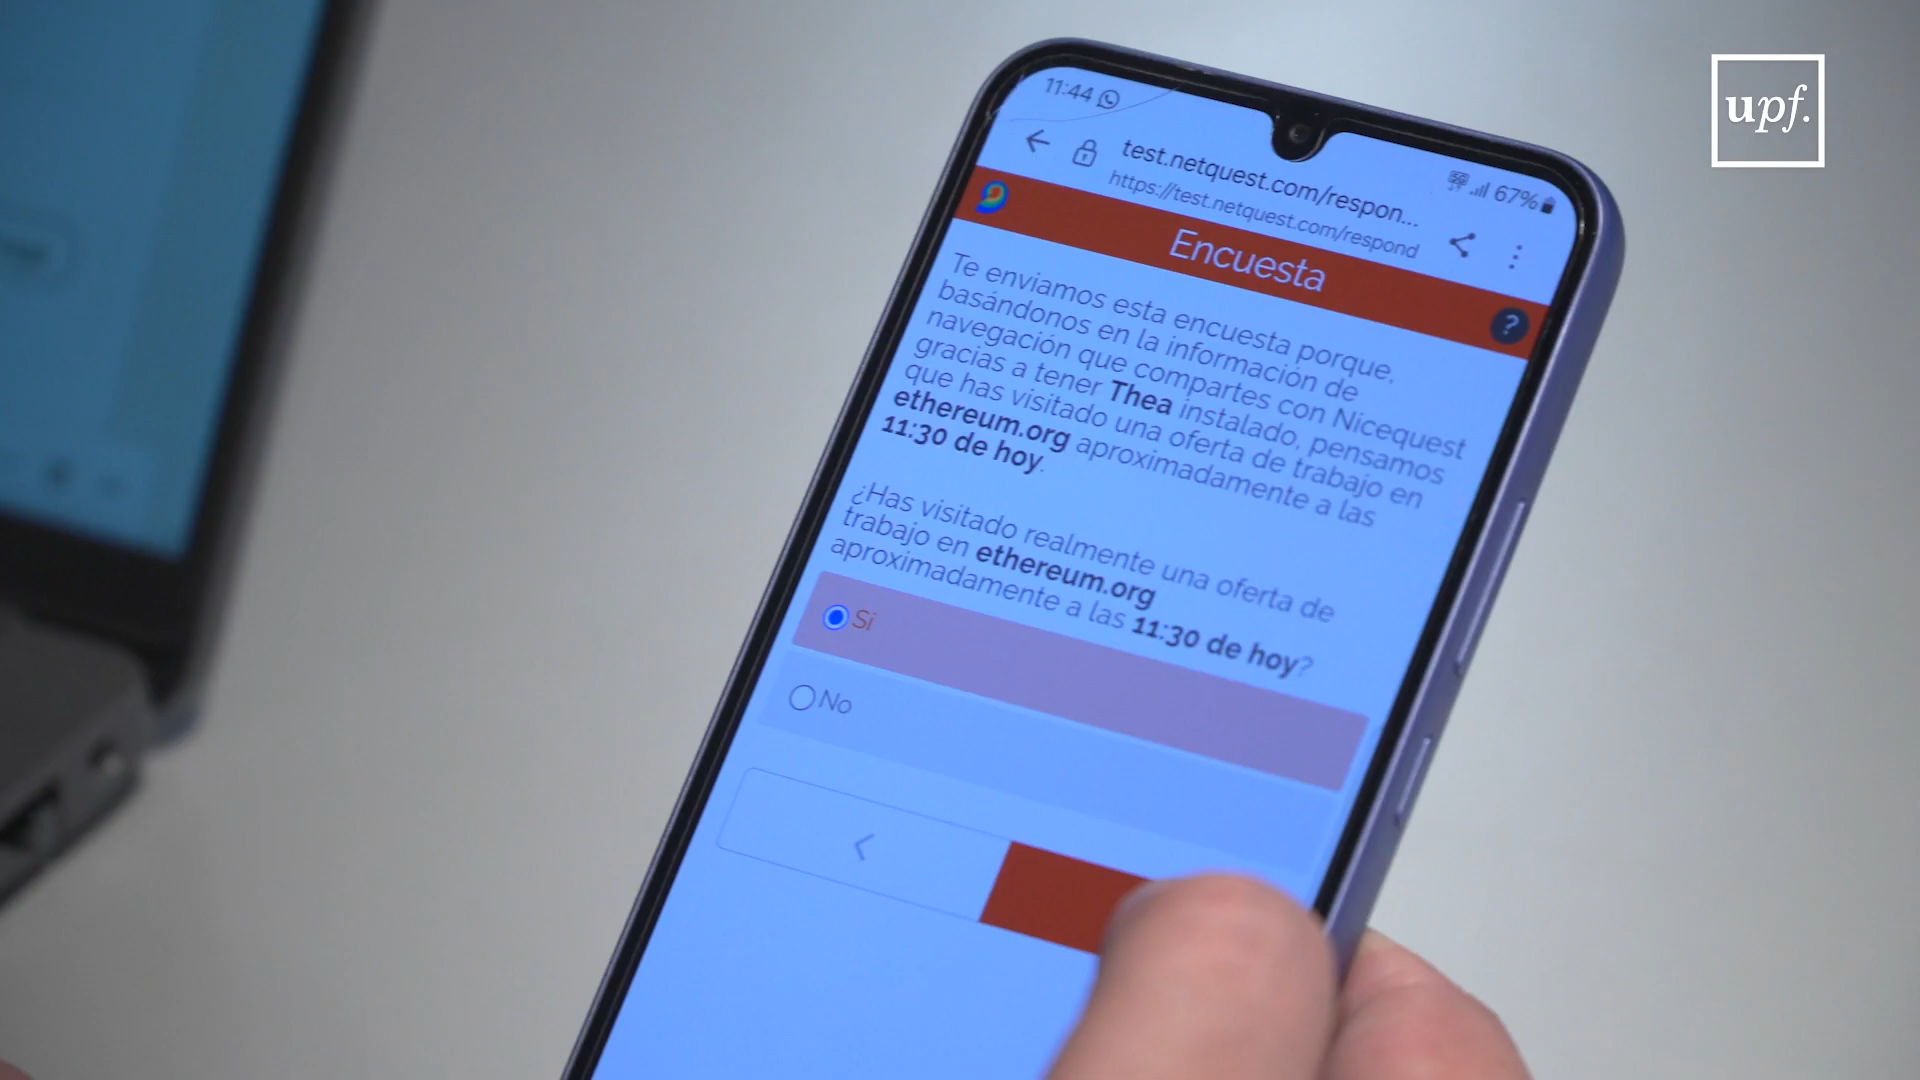 upf.
11:44
67%
test.netquest.com/respon...
https://test.netquest.com/respond
Encuesta
?
Te enviamos esta encuesta porque,
basándonos en la información de
navegación que compartes con Nicequest
gracias a tener Thea instalado, pensamos
que has visitado una oferta de trabajo en
ethereum.org aproximadamente a las
11:30 de hoy.
¿Has visitado realmente una oferta de
trabajo en ethereum.org
aproximadamente a las 11:30 de hoy?
Sí
No